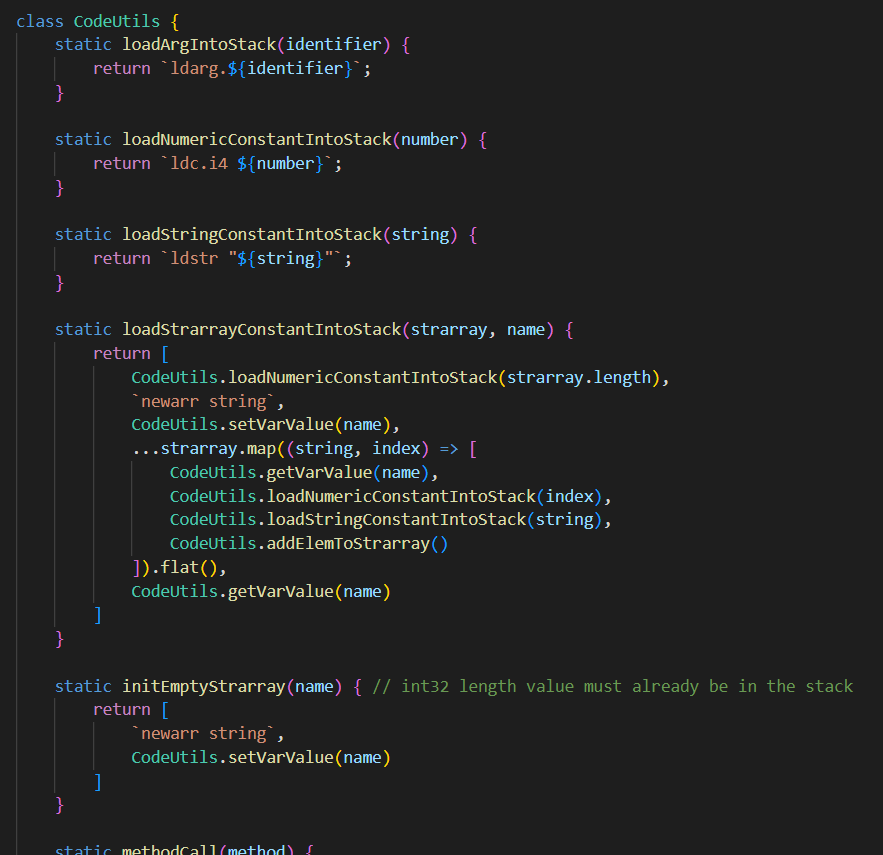 class CodeUtils {
    static loadArgIntoStack(identifier) {
        return `ldarg.${identifier}`;
    }

    static loadNumericConstantIntoStack(number) {
        return `ldc.i4 ${number}`;
    }

    static loadStringConstantIntoStack(string) {
        return `ldstr "${string}"`;
    }

    static loadStrarrayConstantIntoStack(strarray, name) {
        return [
            CodeUtils.loadNumericConstantIntoStack(strarray.length),
            `newarr string`,
            CodeUtils.setVarValue(name),
            ...strarray.map((string, index) => [
                CodeUtils.getVarValue(name),
                CodeUtils.loadNumericConstantIntoStack(index),
                CodeUtils.loadStringConstantIntoStack(string),
                CodeUtils.addElemToStrarray()
            ]).flat(),
            CodeUtils.getVarValue(name)
        ]
    }

    static initEmptyStrarray(name) { // int32 length value must already be in the stack
        return [
            `newarr string`,
            CodeUtils.setVarValue(name)
        ]
    }

    static methodCall(method) {